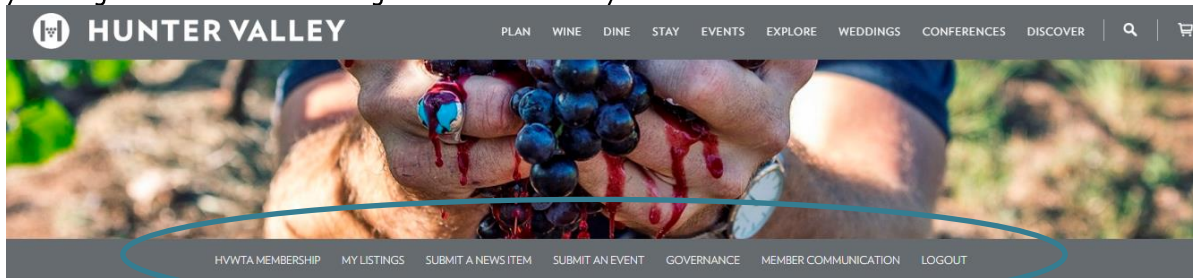 HUNTER VALLEY PLAN WINE DINE STAY EVENTS EXPLORE WEDDINGS CONFERENCES DISCOVER
HVWTA MEMBERSHIP MY LISTINGS SUBMIT A NEWS ITEM SUBMIT AN EVENT GOVERNANCE MEMBER COMMUNICATION LOGOUT